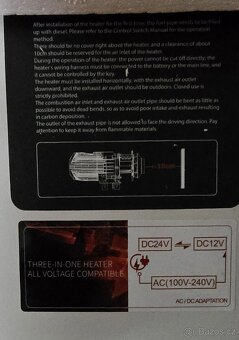 After installation of the heater for the first time, the fuel pipe needs to be filled
up with diesel. Please refer to the Control Switch Manual for the operation
method.
There should be no cover right above the heater and a clearance of about
10cm should be reserved for the air inlet of the heater.
During the heating process, the power cannot be cut off directly; the
heater's wiring harness must be connected to the battery or the main line, and
it cannot be controlled by the key.
The heater must be installed horizontally, with the exhaust air outlet
downward, and the exhaust air outlet should be outdoors. Closed use is
strictly prohibited.
The combustion air inlet and exhaust air outlet pipe should be bent as little as
possible to avoid dead bends, so as to avoid poor intake and exhaust, resulting
in carbon deposition.
The outlet of the exhaust pipe is not allowed to face the driving direction. Pay
attention to keep it away from flammable materials.
THREE-IN-ONE HEATER
ALL VOLTAGE COMPATIBLE
DC24V
DC12V
AC(100V-240V)
AC/DC ADAPTATION